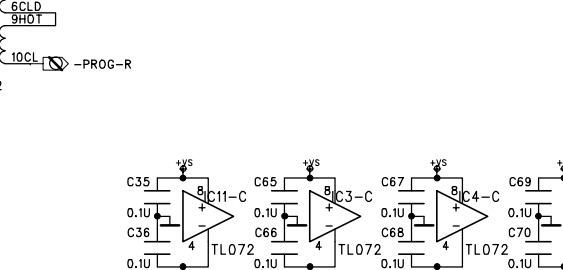 6CLD
9HOT
10CL
-PROG-R
2
+VS +VS +VS +
C35 8 IC11-C C65 8 IC3-C C67 8 IC4-C C69
+ + +
0.1U - 0.1U - 0.1U - 0.1U
C36 4 C66 4 C68 4 C70
TL072 TL072 TL072
0.1U 0.1U 0.1U 0.1U